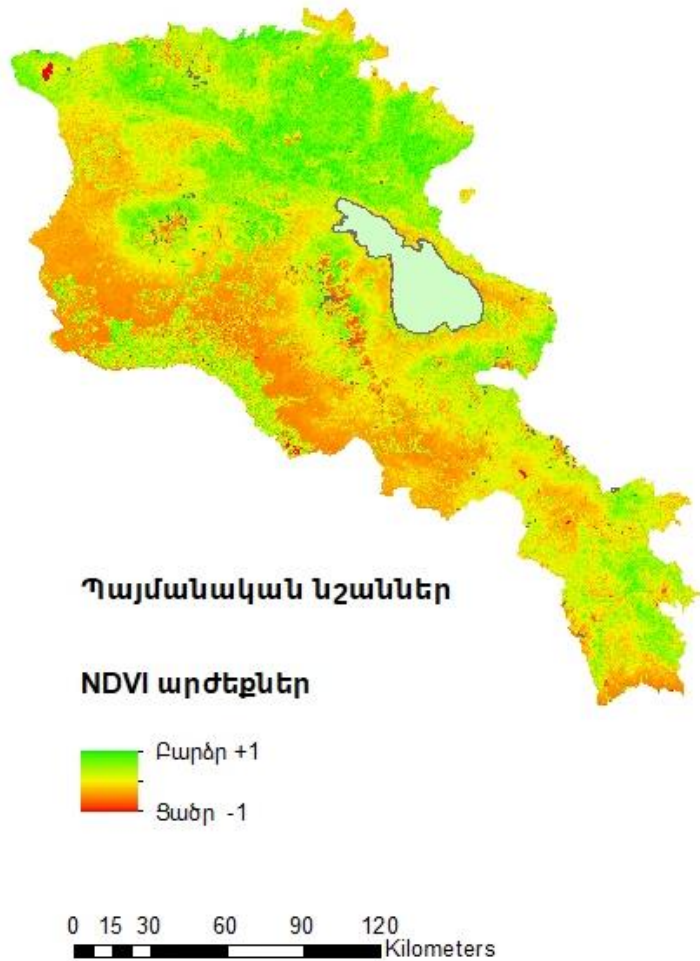 Պայմանական նշաններ
NDVI արժեքներ
Բարձր +1
Ցածր -1
0 15 30 60 90 120
Kilometers